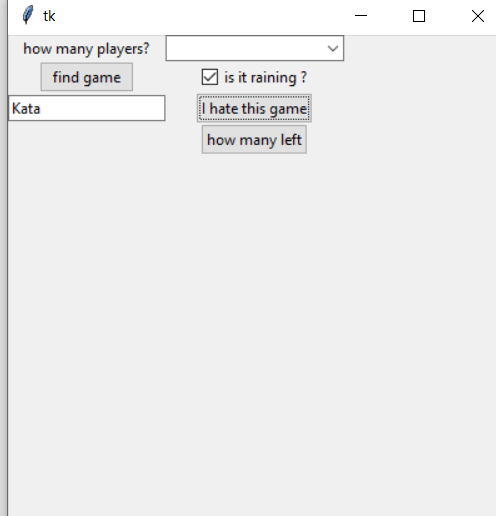 tk
how many players?
find game
is it raining ?
Kata
I hate this game
how many left